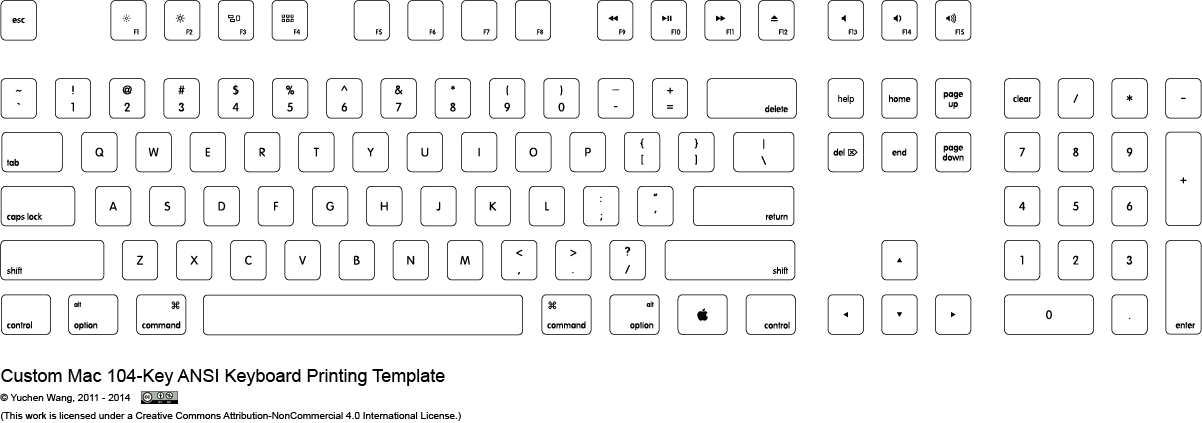 esc F1 F2 F3 F4 F5 F6 F7 F8 F9 F10 F11 F12 F13 F14 F15
~ ! @ # $ % ^ & * ( ) — +
` 1 2 3 4 5 6 7 8 9 0 - = delete help home page up clear / * -
tab Q W E R T Y U I O P { [ } ] | \ del ⌦ end page down 7 8 9 +
caps lock A S D F G H J K L : ; “ ‘ return 4 5 6
shift Z X C V B N M < , > . ? / shift ▲ 1 2 3
control alt option ⌘ command ⌘ command alt option control ◄ ▼ ► 0 . enter
Custom Mac 104-Key ANSI Keyboard Printing Template
© Yuchen Wang, 2011 - 2014
(This work is licensed under a Creative Commons Attribution-NonCommercial 4.0 International License.)